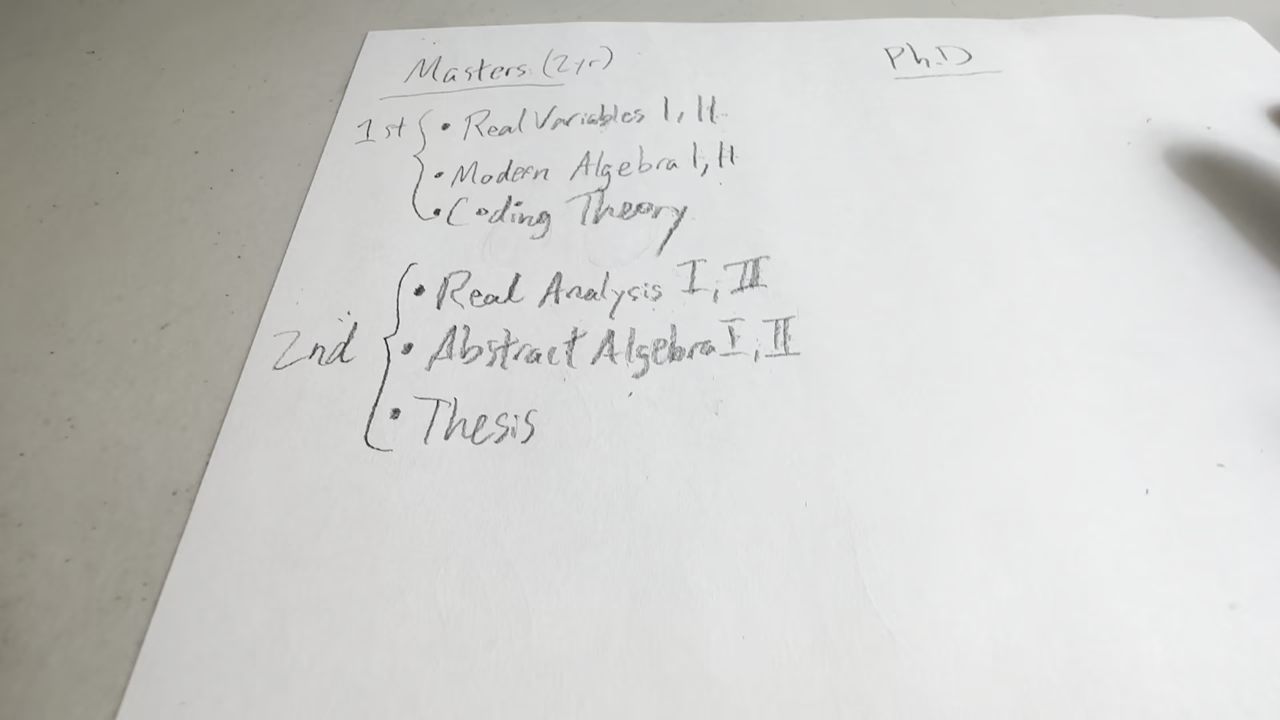 Masters (2yr)
Ph.D
1st { • Real Variables I, II
• Modern Algebra I, II
• Coding Theory
2nd { • Real Analysis I, II
• Abstract Algebra I, II
• Thesis